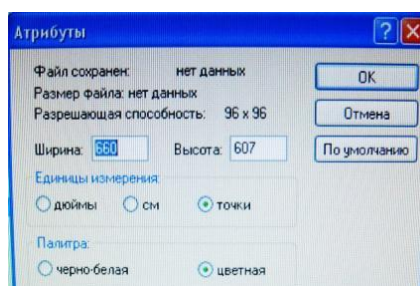 Атрибуты
Файл сохранен: нет данных
Размер файла: нет данных
Разрешающая способность: 96 x 96
Ширина: 660 Высота: 607
Единицы измерения:
дюймы см точки
Палитра:
черно-белая цветная
OK
Отмена
По умолчанию